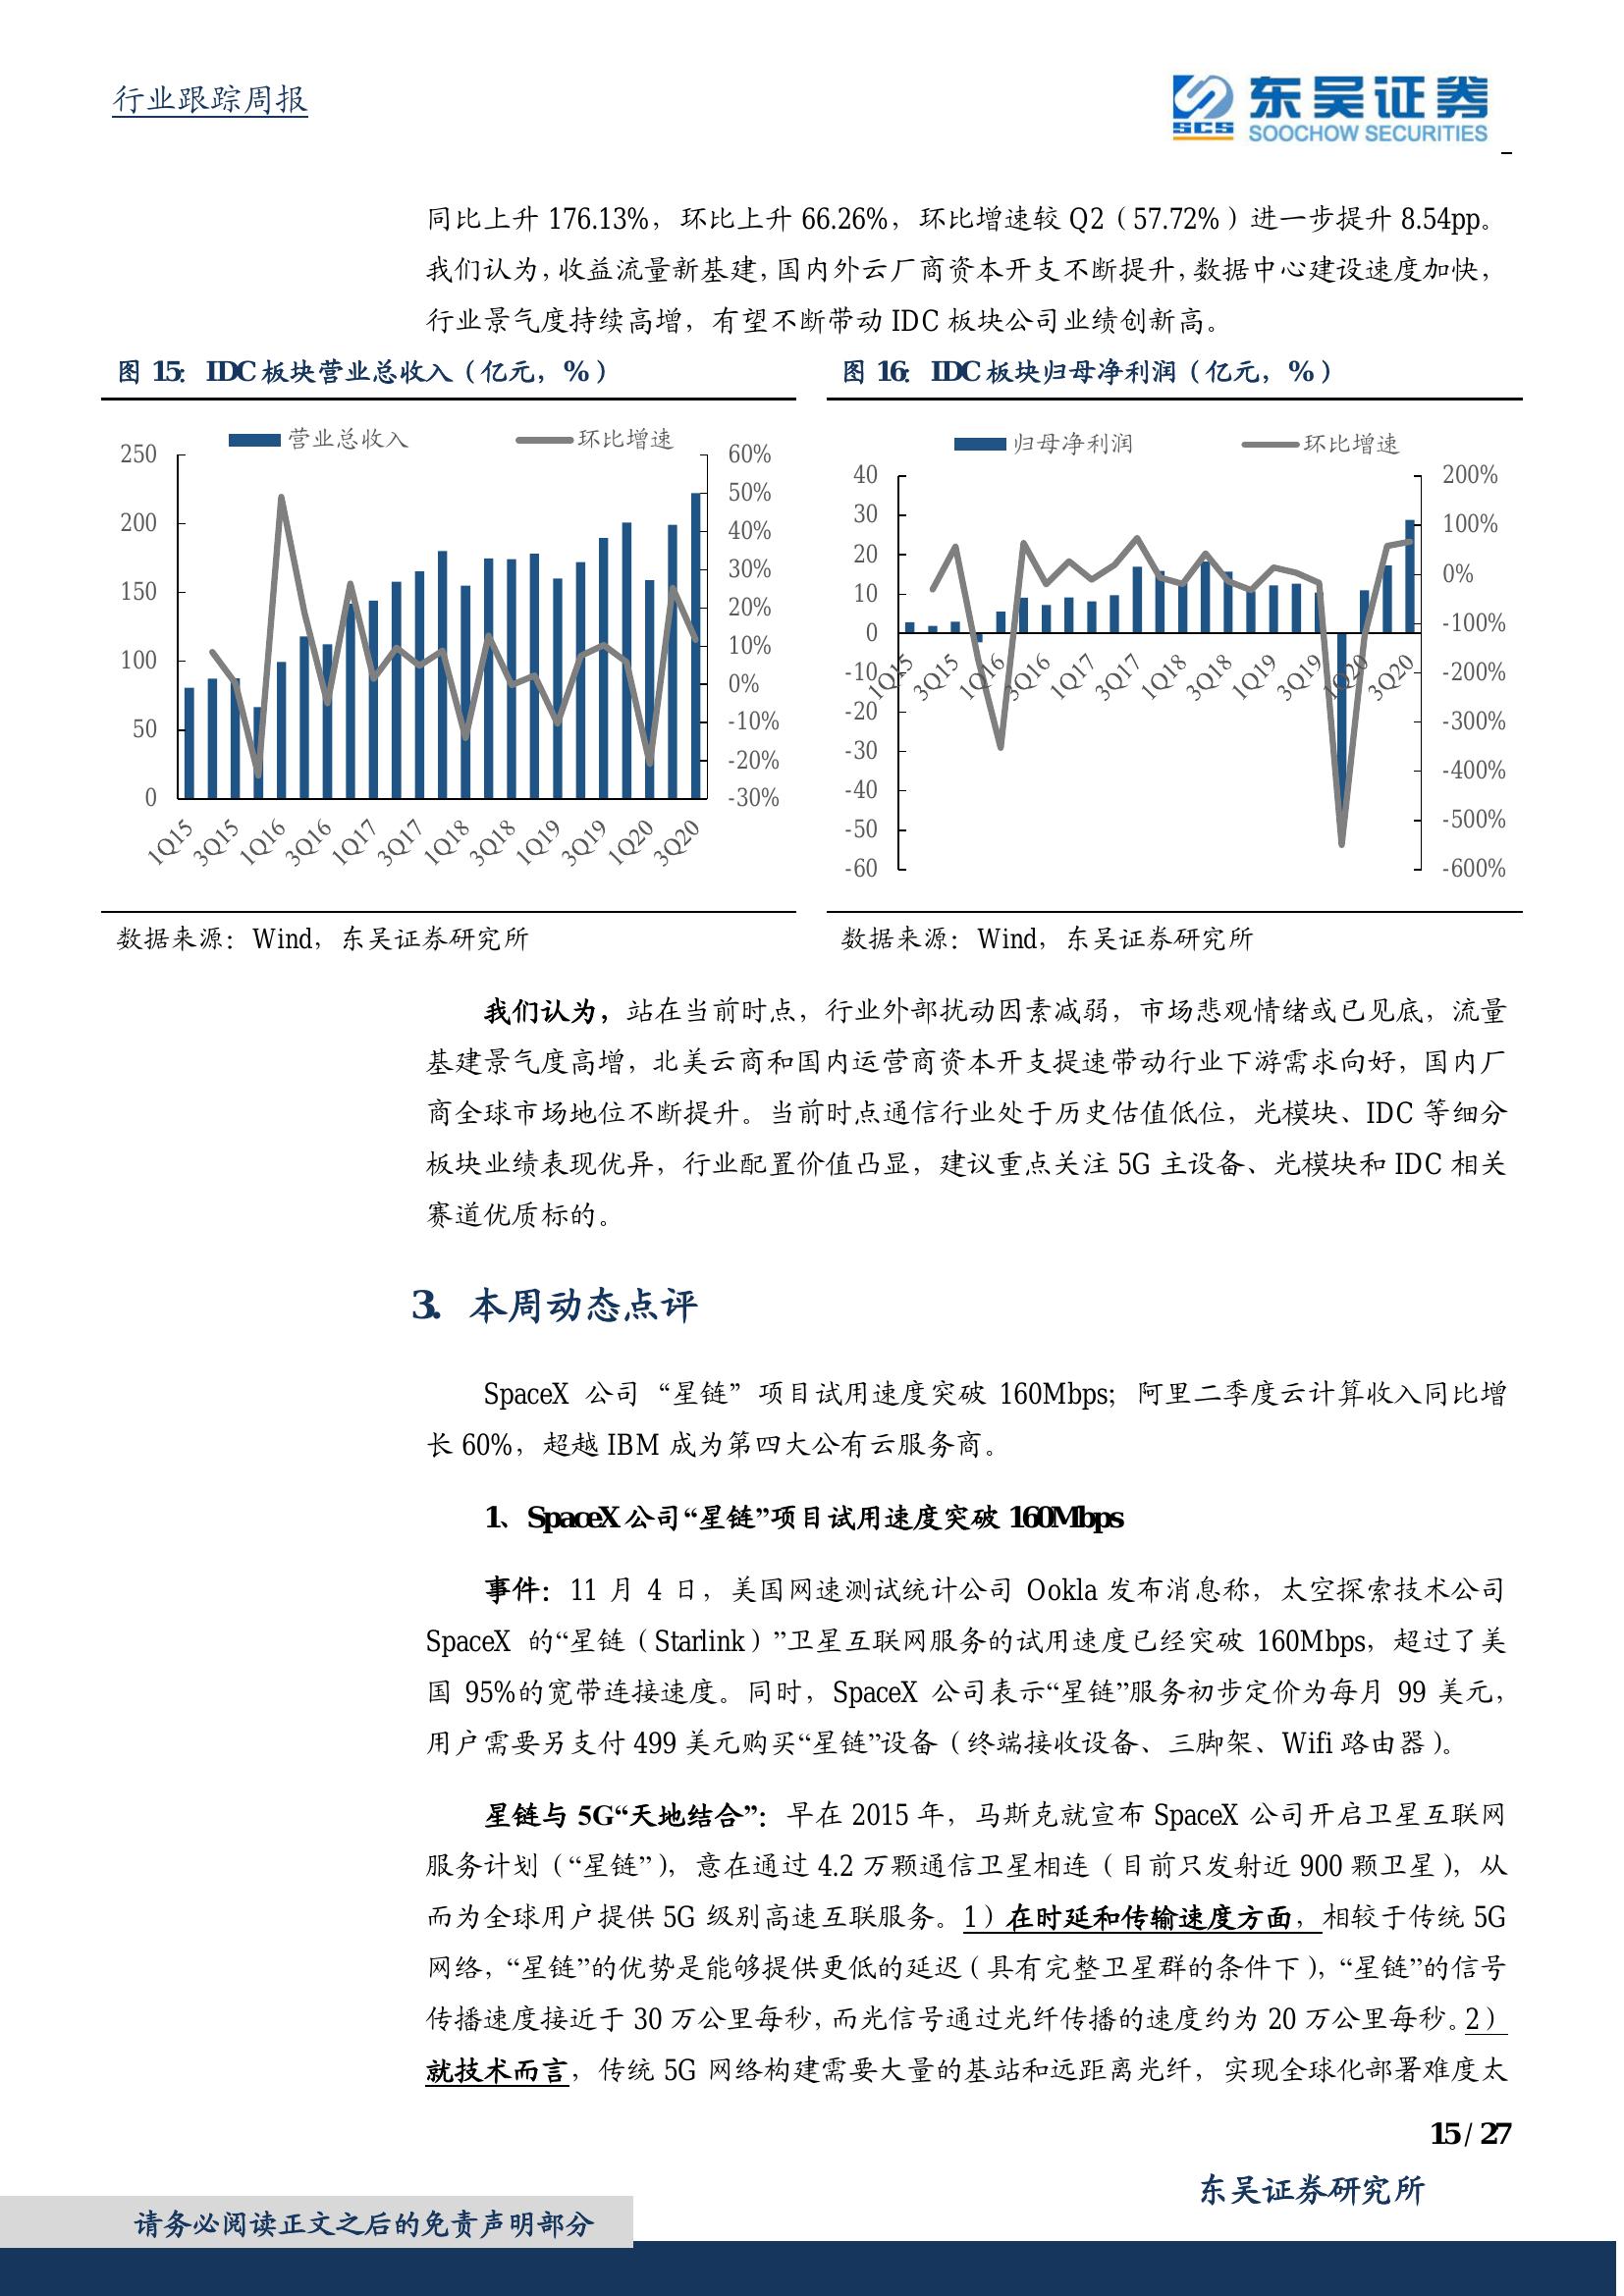 行业跟踪周报
东吴证券
SCS
SOOCHOW SECURITIES
同比上升 176.13%，环比上升 66.26%，环比增速较 Q2（57.72%）进一步提升 8.54pp。
我们认为，收益流量新基建，国内外云厂商资本开支不断提升，数据中心建设速度加快，
行业景气度持续高增，有望不断带动 IDC 板块公司业绩创新高。
图 15：IDC 板块营业总收入（亿元，%）
营业总收入 环比增速
250
200
150
100
50
0
60%
50%
40%
30%
20%
10%
0%
-10%
-20%
-30%
1Q15 3Q15 1Q16 3Q16 1Q17 3Q17 1Q18 3Q18 1Q19 3Q19 1Q20 3Q20
数据来源：Wind，东吴证券研究所
图 16：IDC 板块归母净利润（亿元，%）
归母净利润 环比增速
40
30
20
10
0
-10
-20
-30
-40
-50
-60
200%
100%
0%
-100%
-200%
-300%
-400%
-500%
-600%
1Q15 3Q15 1Q16 3Q16 1Q17 3Q17 1Q18 3Q18 1Q19 3Q19 1Q20 3Q20
数据来源：Wind，东吴证券研究所
我们认为，站在当前时点，行业外部扰动因素减弱，市场悲观情绪或已见底，流量
基建景气度高增，北美云商和国内运营商资本开支提速带动行业下游需求向好，国内厂
商全球市场地位不断提升。当前时点通信行业处于历史估值低位，光模块、IDC 等细分
板块业绩表现优异，行业配置价值凸显，建议重点关注 5G 主设备、光模块和 IDC 相关
赛道优质标的。
3. 本周动态点评
SpaceX 公司“星链”项目试用速度突破 160Mbps；阿里二季度云计算收入同比增
长 60%，超越 IBM 成为第四大公有云服务商。
1、SpaceX 公司“星链”项目试用速度突破 160Mbps
事件：11 月 4 日，美国网速测试统计公司 Ookla 发布消息称，太空探索技术公司
SpaceX 的“星链（Starlink）”卫星互联网服务的试用速度已经突破 160Mbps，超过了美
国 95%的宽带连接速度。同时，SpaceX 公司表示“星链”服务初步定价为每月 99 美元，
用户需要另支付 499 美元购买“星链”设备（终端接收设备、三脚架、Wifi 路由器）。
星链与 5G“天地结合”：早在 2015 年，马斯克就宣布 SpaceX 公司开启卫星互联网
服务计划（“星链”），意在通过 4.2 万颗通信卫星相连（目前只发射近 900 颗卫星），从
而为全球用户提供 5G 级别高速互联服务。1）在时延和传输速度方面，相较于传统 5G
网络，“星链”的优势是能够提供更低的延迟（具有完整卫星群的条件下），“星链”的信号
传播速度接近于 30 万公里每秒，而光信号通过光纤传播的速度约为 20 万公里每秒。2）
就技术而言，传统 5G 网络构建需要大量的基站和远距离光纤，实现全球化部署难度太
15 / 27
东吴证券研究所
请务必阅读正文之后的免责声明部分